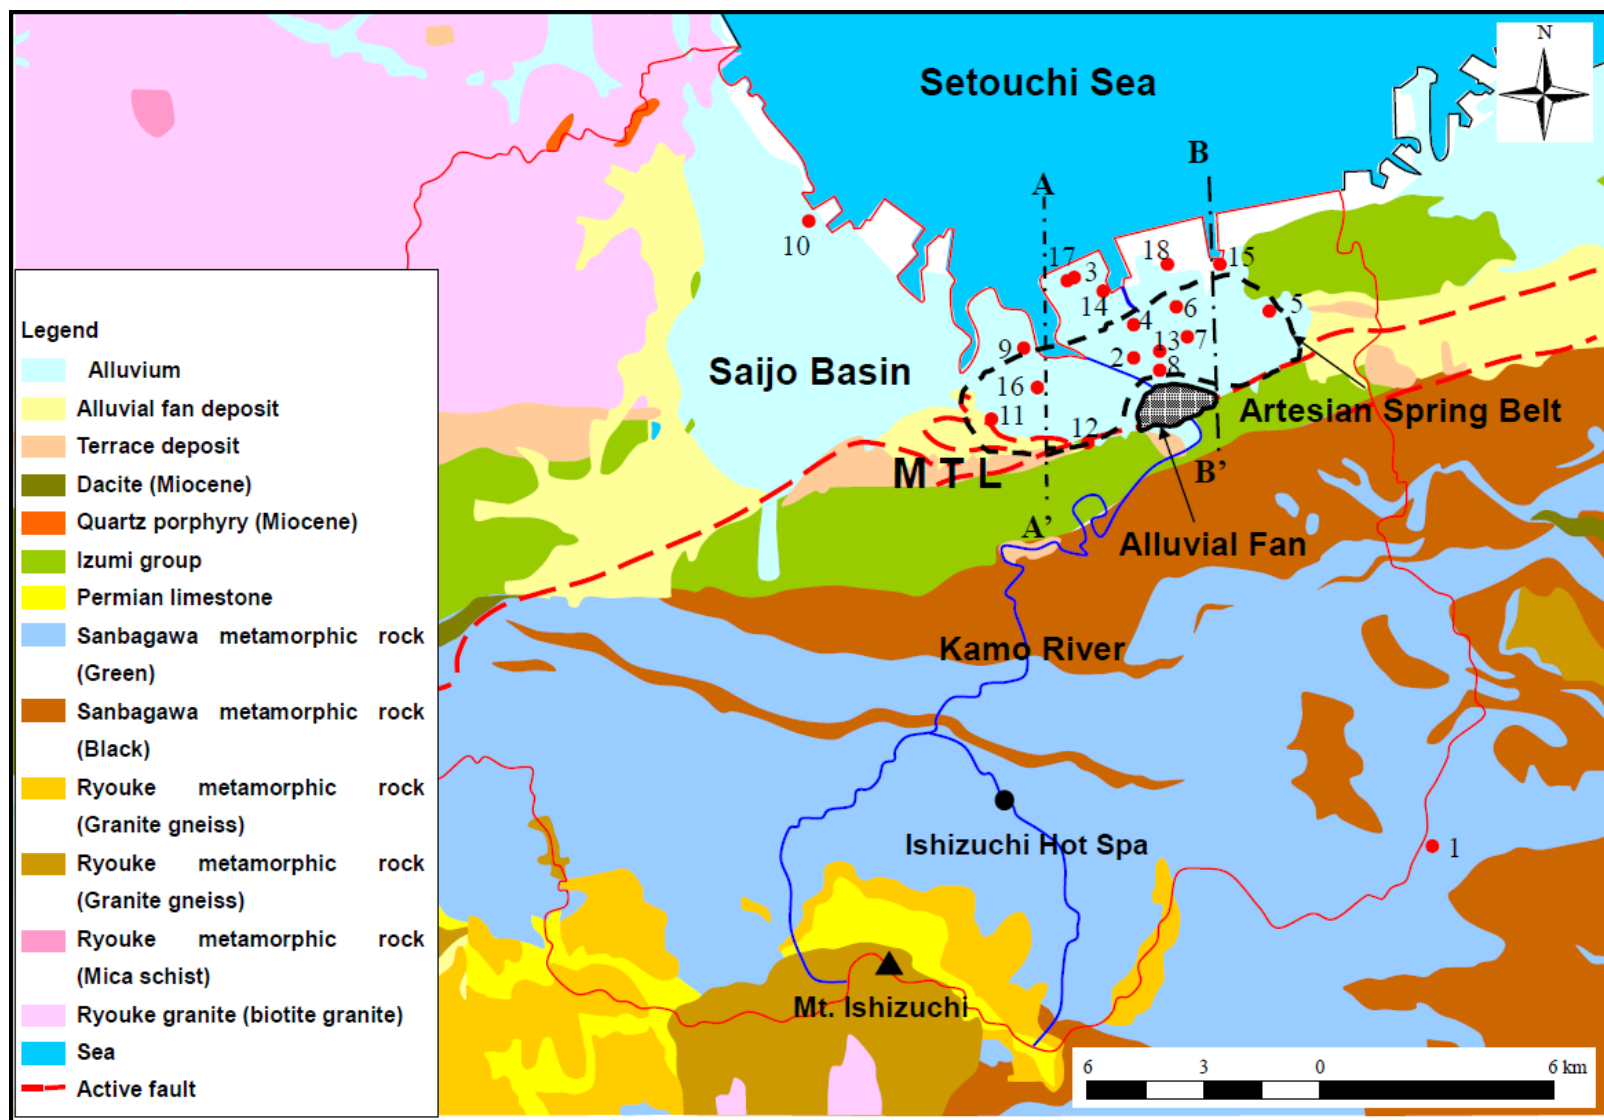 N
Setouchi Sea
B
A
10
17
3
18
15
14
4
6
5
9
2
13
7
8
Saijo Basin
16
11
12
Artesian Spring Belt
M T L
B’
A’
Alluvial Fan
Kamo River
Ishizuchi Hot Spa
1
Mt. Ishizuchi
6 3 0 6 km
Legend
Alluvium
Alluvial fan deposit
Terrace deposit
Dacite (Miocene)
Quartz porphyry (Miocene)
Izumi group
Permian limestone
Sanbagawa metamorphic rock
(Green)
Sanbagawa metamorphic rock
(Black)
Ryouke metamorphic rock
(Granite gneiss)
Ryouke metamorphic rock
(Granite gneiss)
Ryouke metamorphic rock
(Mica schist)
Ryouke granite (biotite granite)
Sea
Active fault